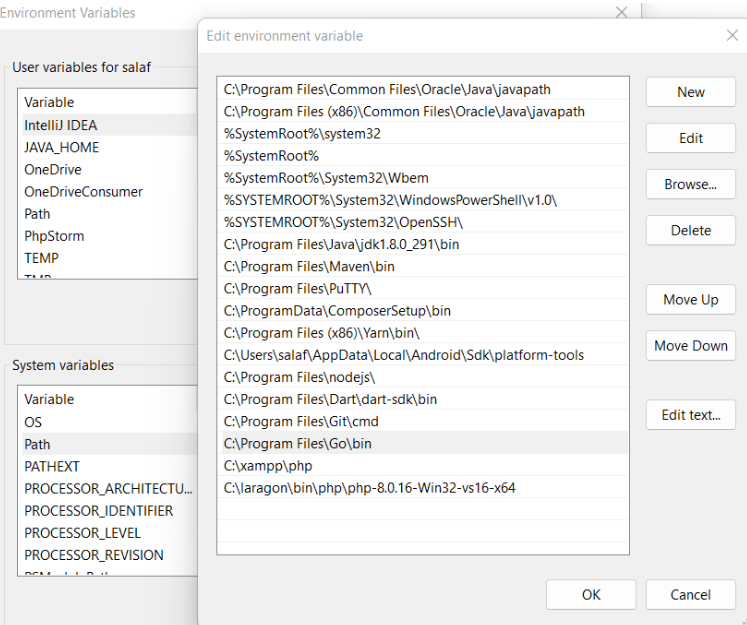 Environment Variables
Edit environment variable
User variables for salaf
Variable
IntelliJ IDEA
JAVA_HOME
OneDrive
OneDriveConsumer
Path
PhpStorm
TEMP
TMP
System variables
Variable
OS
Path
PATHEXT
PROCESSOR_ARCHITECTU...
PROCESSOR_IDENTIFIER
PROCESSOR_LEVEL
PROCESSOR_REVISION
C:\Program Files\Common Files\Oracle\Java\javapath
C:\Program Files (x86)\Common Files\Oracle\Java\javapath
%SystemRoot%\system32
%SystemRoot%
%SystemRoot%\System32\Wbem
%SYSTEMROOT%\System32\WindowsPowerShell\v1.0\
%SYSTEMROOT%\System32\OpenSSH\
C:\Program Files\Java\jdk1.8.0_291\bin
C:\Program Files\Maven\bin
C:\Program Files\PuTTY\
C:\ProgramData\ComposerSetup\bin
C:\Program Files (x86)\Yarn\bin\
C:\Users\salaf\AppData\Local\Android\Sdk\platform-tools
C:\Program Files\nodejs\
C:\Program Files\Dart\dart-sdk\bin
C:\Program Files\Git\cmd
C:\Program Files\Go\bin
C:\xampp\php
C:\laragon\bin\php\php-8.0.16-Win32-vs16-x64
New
Edit
Browse...
Delete
Move Up
Move Down
Edit text...
OK
Cancel